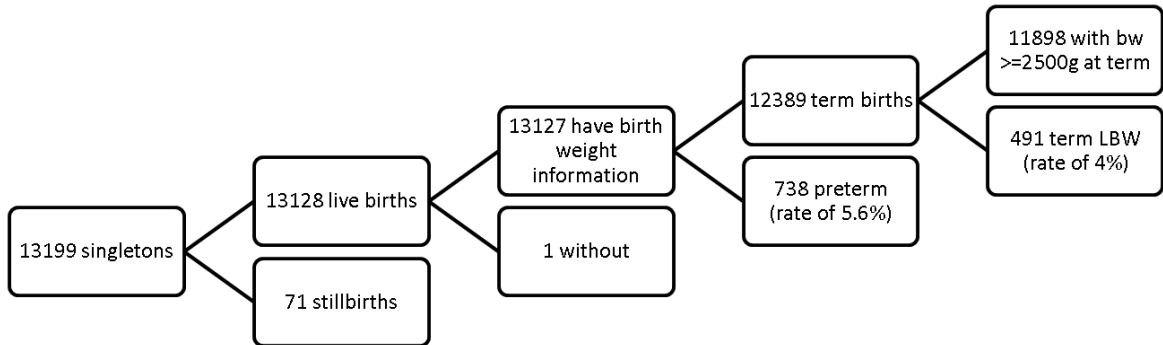 13199 singletons
13128 live births
71 stillbirths
13127 have birth
weight
information
1 without
12389 term births
738 preterm
(rate of 5.6%)
11898 with bw
>=2500g at term
491 term LBW
(rate of 4%)